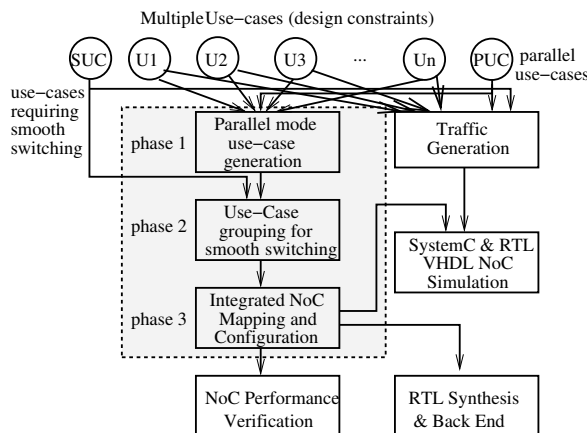 Multiple Use−cases (design constraints)
SUC
U1
U2
U3
...
Un
PUC
parallel
use−cases
use−cases
requiring
smooth
switching
phase 1
Parallel mode
use−case
generation
Traffic
Generation
phase 2
Use−Case
grouping for
smooth switching
SystemC & RTL
VHDL NoC
Simulation
phase 3
Integrated NoC
Mapping and
Configuration
NoC Performance
Verification
RTL Synthesis
& Back End